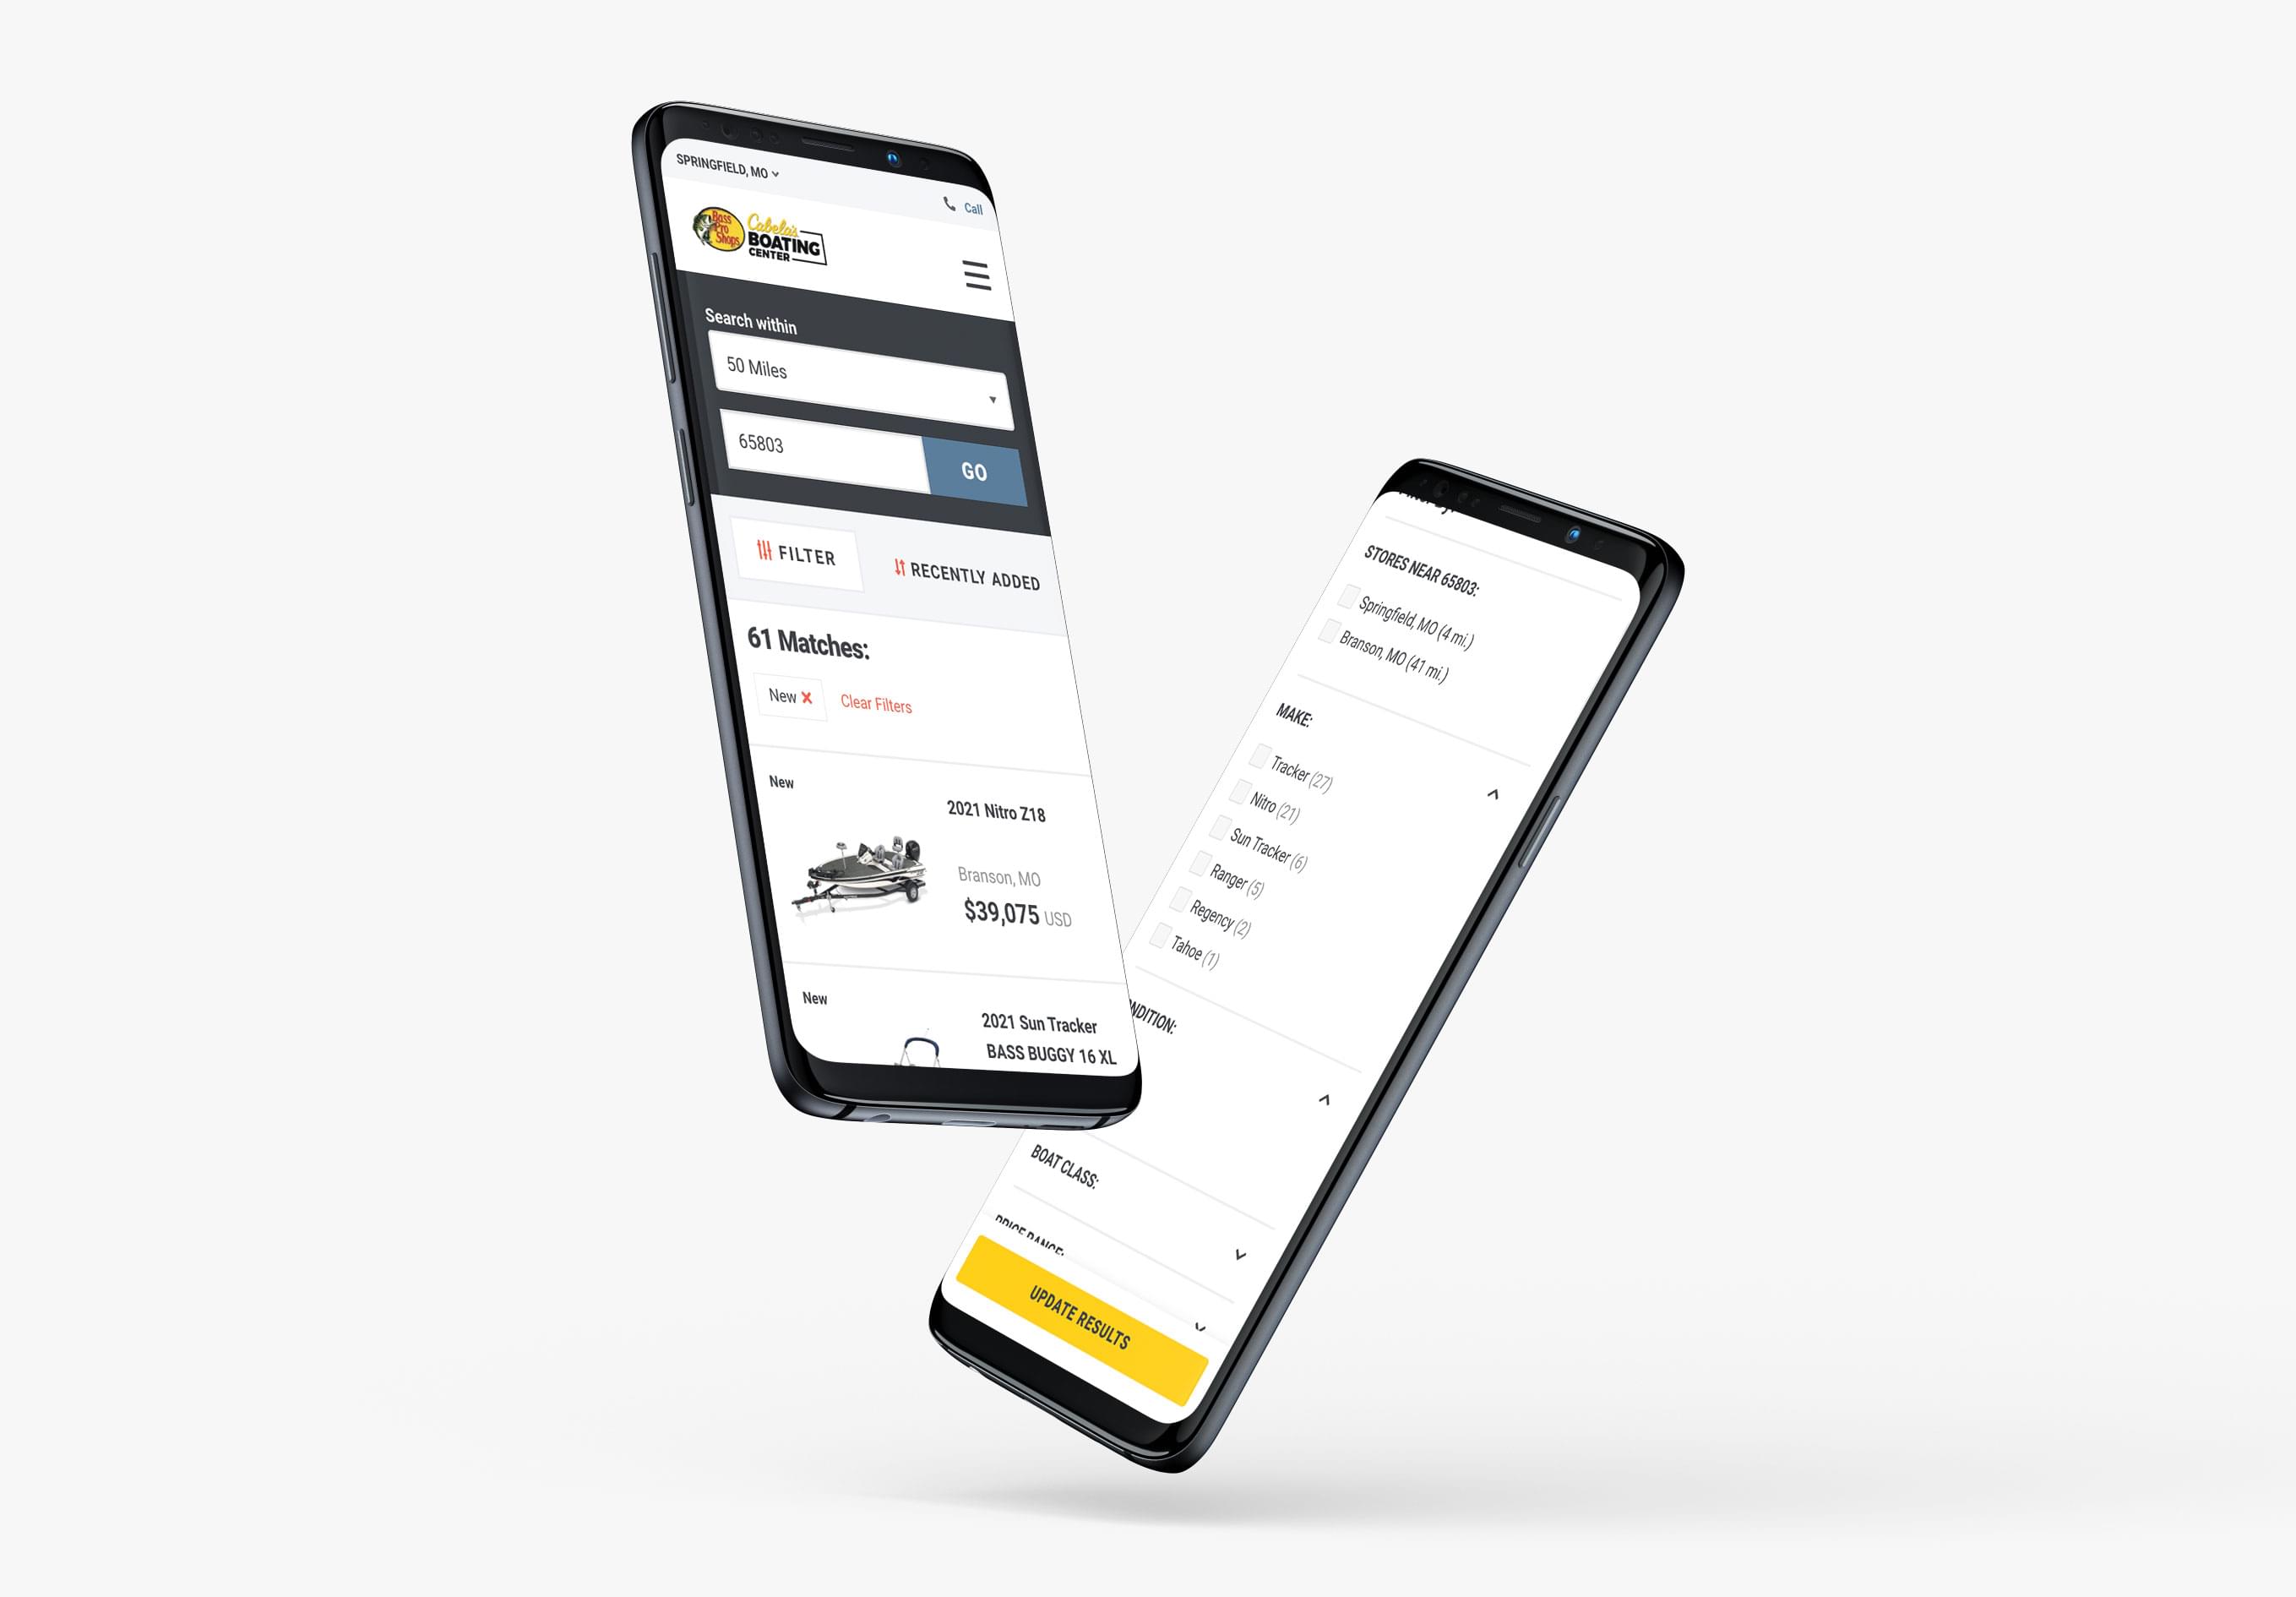 SPRINGFIELD, MO
Call
Bass
Pro
Shops
Cabela's
BOATING
CENTER
Search within
50 Miles
65803
GO
FILTER
RECENTLY ADDED
61 Matches:
New
Clear Filters
New
2021 Nitro Z18
Branson, MO
$39,075 USD
New
2021 Sun Tracker
BASS BUGGY 16 XL
STORES NEAR 65803:
Springfield, MO (4 mi.)
Branson, MO (41 mi.)
MAKE:
Tracker (27)
Nitro (21)
Sun Tracker (6)
Ranger (5)
Regency (2)
Tahoe (1)
NDITION:
BOAT CLASS:
PRICE RANGE:
UPDATE RESULTS